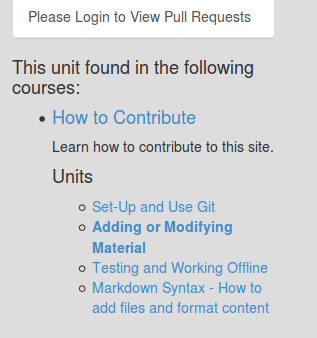 Please Login to View Pull Requests
This unit found in the following
courses:
How to Contribute
Learn how to contribute to this site.
Units
Set-Up and Use Git
Adding or Modifying
Material
Testing and Working Offline
Markdown Syntax - How to
add files and format content